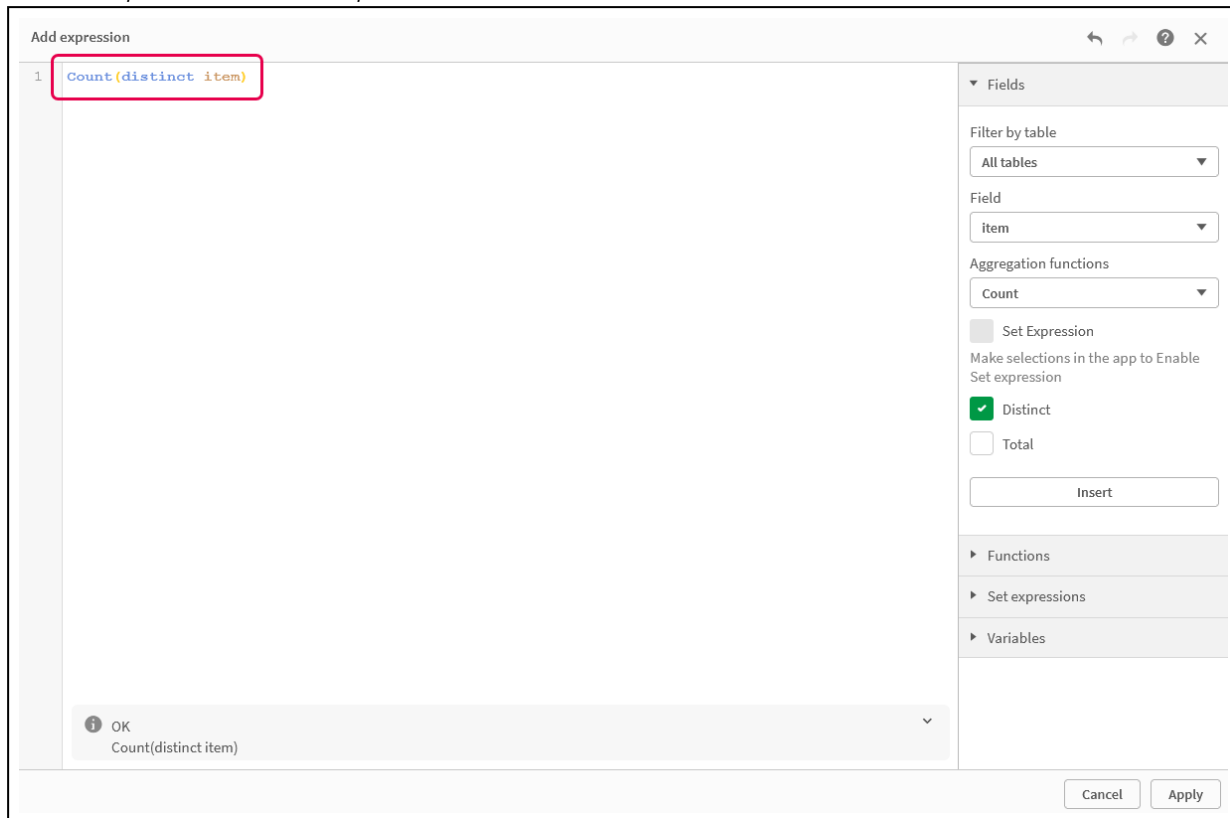 Add expression
1 Count(distinct item)
Fields
Filter by table
All tables
Field
item
Aggregation functions
Count
Set Expression
Make selections in the app to Enable
Set expression
Distinct
Total
Insert
Functions
Set expressions
Variables
OK
Count(distinct item)
Cancel Apply